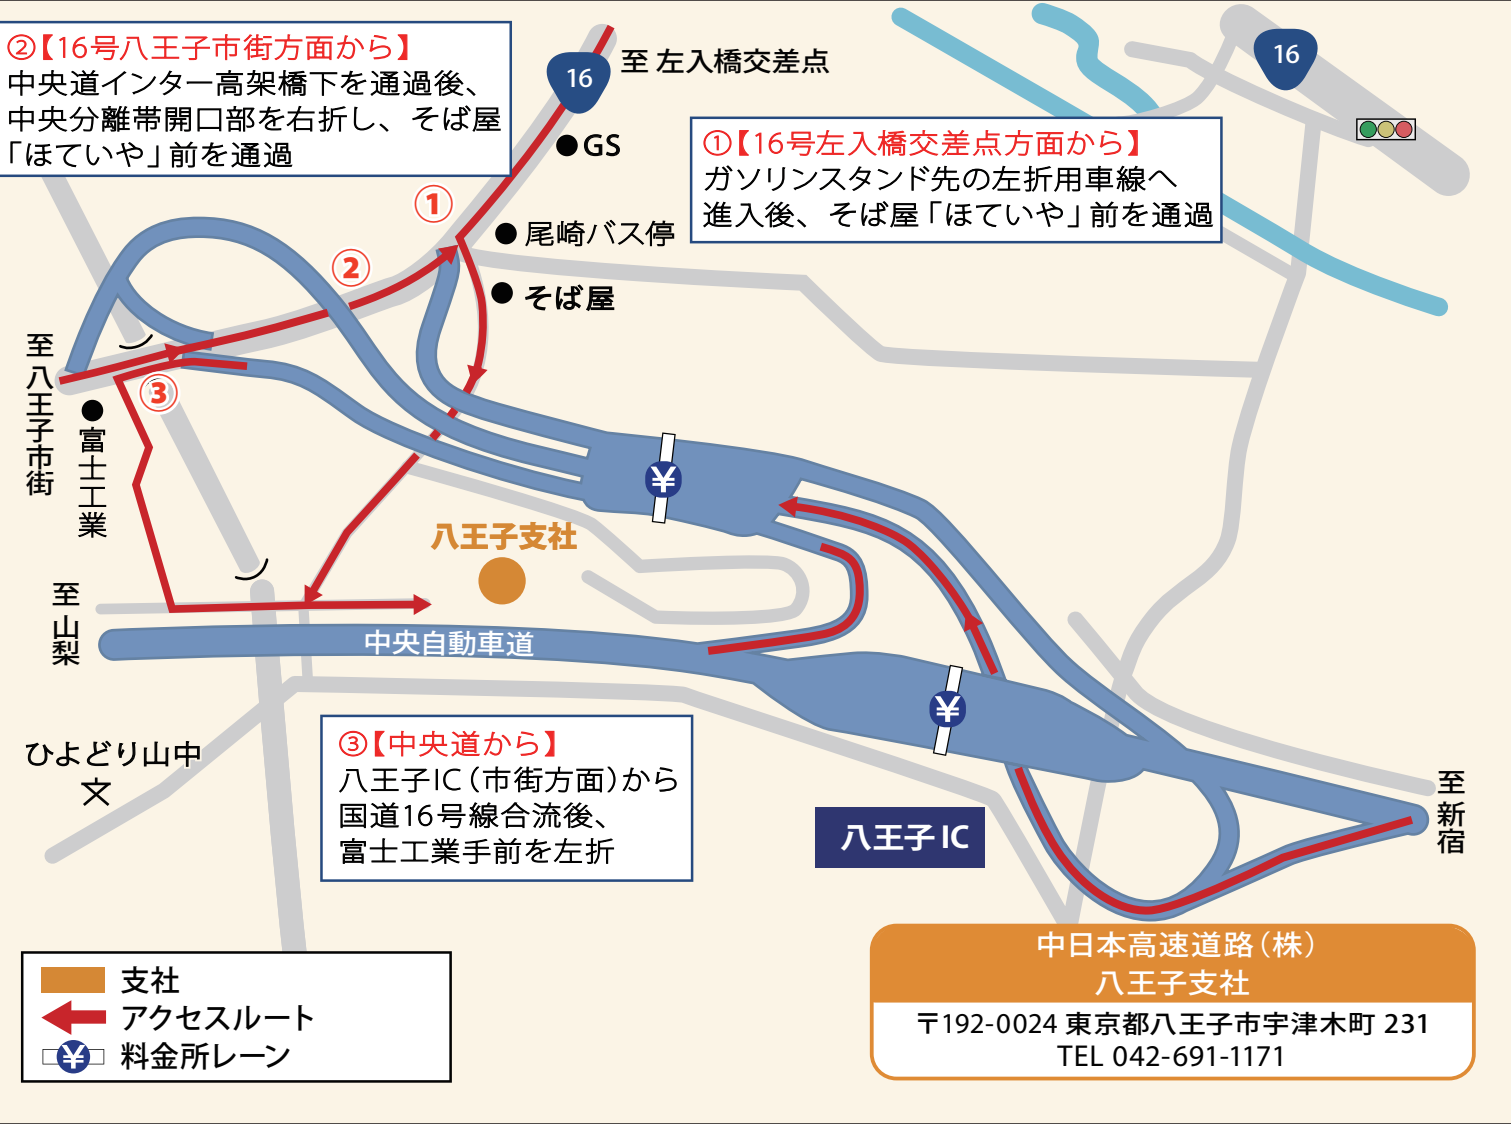 ②【16号八王子市街方面から】
中央道インター高架橋下を通過後、
中央分離帯開口部を右折し、そば屋
「ほていや」前を通過
16
至 左入橋交差点
GS
16
①【16号左入橋交差点方面から】
ガソリンスタンド先の左折用車線へ
進入後、そば屋「ほていや」前を通過
①
尾崎バス停
②
そば屋
至八王子市街
③
富士工業
¥
八王子支社
至山梨
中央自動車道
¥
ひよどり山中
文
③【中央道から】
八王子IC（市街方面）から
国道16号線合流後、
富士工業手前を左折
八王子 IC
至新宿
支社
アクセスルート
¥
料金所レーン
中日本高速道路（株）
八王子支社
〒192-0024 東京都八王子市宇津木町 231
TEL 042-691-1171